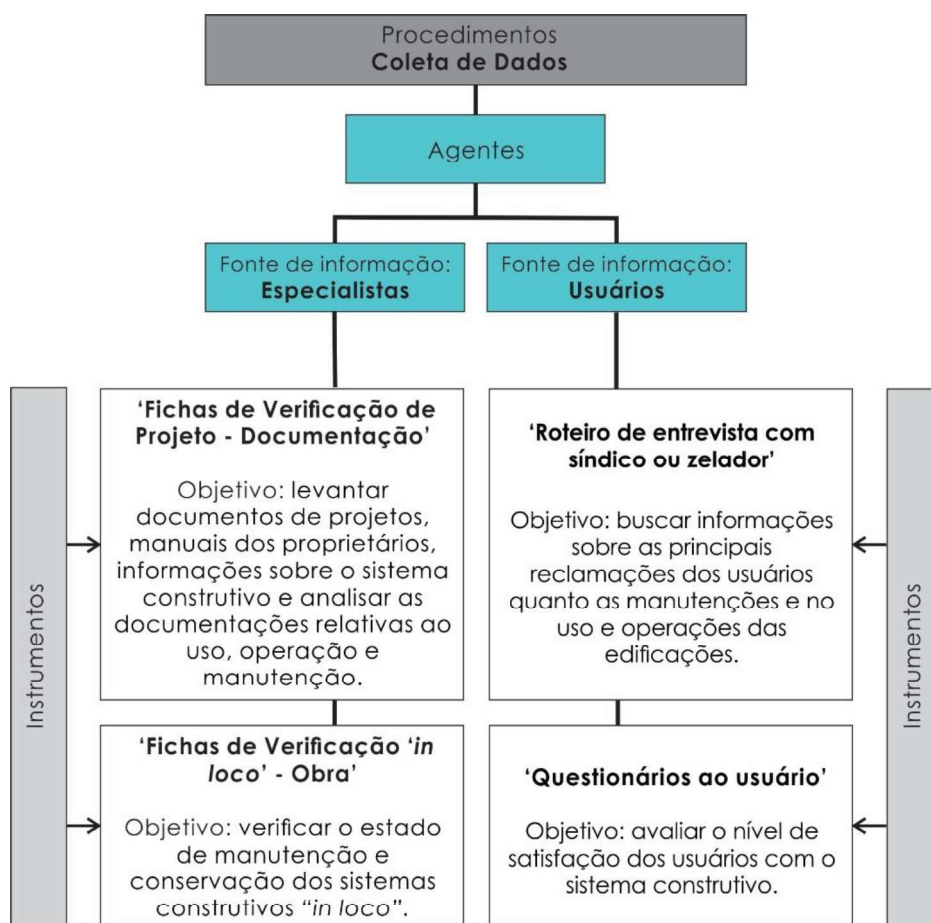 Procedimentos
Coleta de Dados
Agentes
Fonte de informação:
Especialistas
Fonte de informação:
Usuários
Instrumentos
‘Fichas de Verificação de
Projeto - Documentação’
Objetivo: levantar
documentos de projetos,
manuais dos proprietários,
informações sobre o sistema
construtivo e analisar as
documentações relativas ao
uso, operação e
manutenção.
‘Fichas de Verificação ‘in
loco’ - Obra’
Objetivo: verificar o estado
de manutenção e
conservação dos sistemas
construtivos “in loco”.
‘Roteiro de entrevista com
síndico ou zelador’
Objetivo: buscar informações
sobre as principais
reclamações dos usuários
quanto as manutenções e no
uso e operações das
edificações.
‘Questionários ao usuário’
Objetivo: avaliar o nível de
satisfação dos usuários com o
sistema construtivo.
Instrumentos